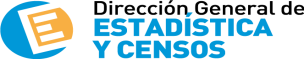 E
Dirección General de
ESTADÍSTICA
Y CENSOS